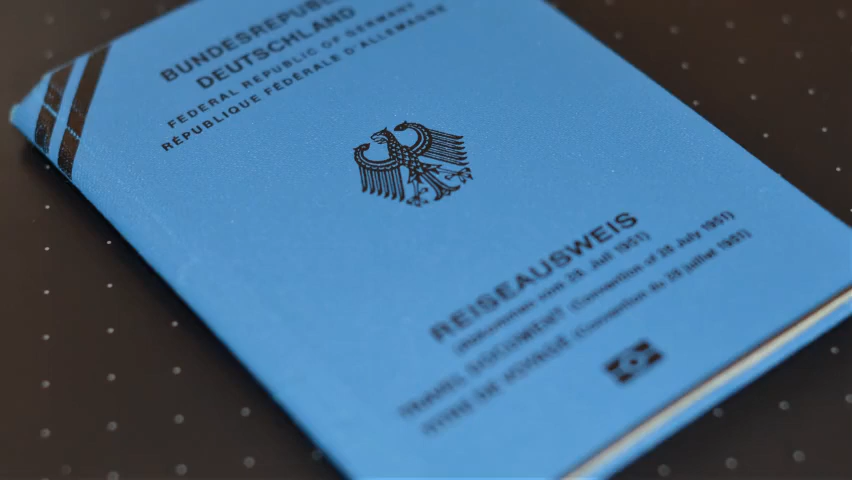 BUNDESREPUBLIK
DEUTSCHLAND
FEDERAL REPUBLIC OF GERMANY
RÉPUBLIQUE FÉDÉRALE D'ALLEMAGNE
REISEAUSWEIS
(Abkommen vom 28. Juli 1951)
TRAVEL DOCUMENT (Convention of 28 July 1951)
TITRE DE VOYAGE (Convention du 28 juillet 1951)